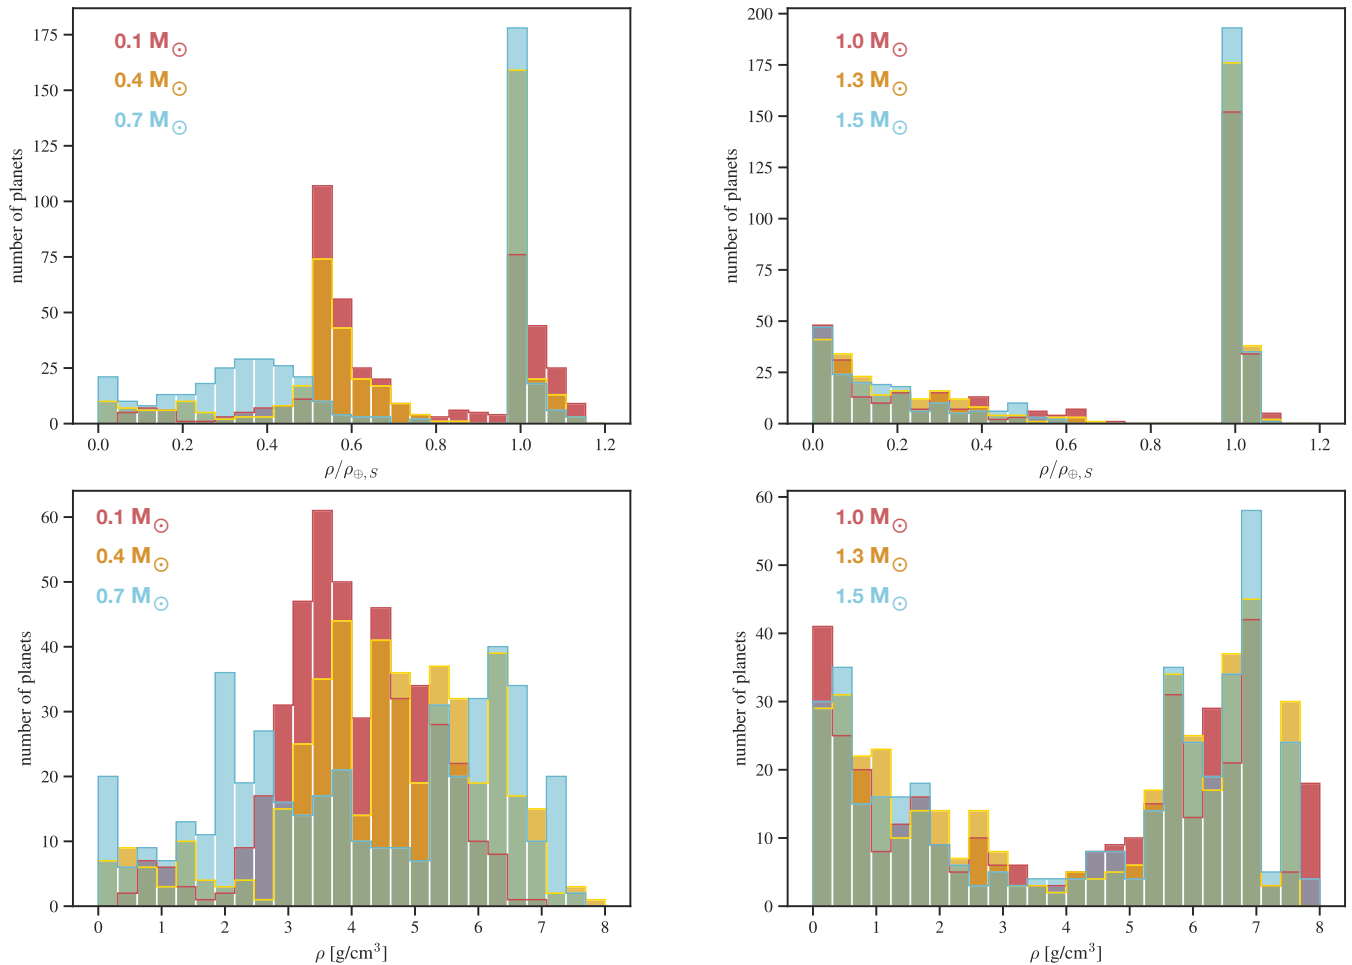 175
150
125
100
75
50
25
0
number of planets
0.1 M⊙
0.4 M⊙
0.7 M⊙
0.0 0.2 0.4 0.6 0.8 1.0 1.2
ρ/ρ⊕,S
200
175
150
125
100
75
50
25
0
number of planets
1.0 M⊙
1.3 M⊙
1.5 M⊙
0.0 0.2 0.4 0.6 0.8 1.0 1.2
ρ/ρ⊕,S
60
50
40
30
20
10
0
number of planets
0.1 M⊙
0.4 M⊙
0.7 M⊙
0 1 2 3 4 5 6 7 8
ρ [g/cm³]
60
50
40
30
20
10
0
number of planets
1.0 M⊙
1.3 M⊙
1.5 M⊙
0 1 2 3 4 5 6 7 8
ρ [g/cm³]